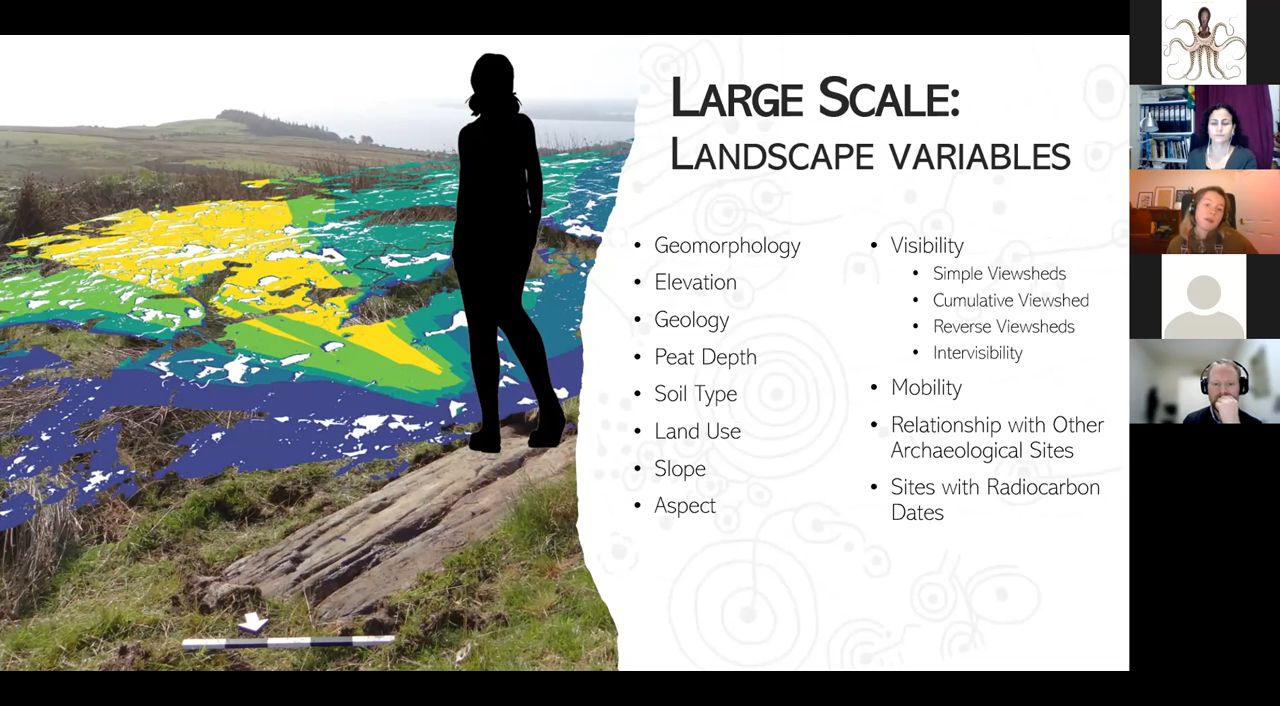 LARGE SCALE:
LANDSCAPE VARIABLES
• Geomorphology
• Elevation
• Geology
• Peat Depth
• Soil Type
• Land Use
• Slope
• Aspect
• Visibility
• Simple Viewsheds
• Cumulative Viewshed
• Reverse Viewsheds
• Intervisibility
• Mobility
• Relationship with Other
Archaeological Sites
• Sites with Radiocarbon
Dates